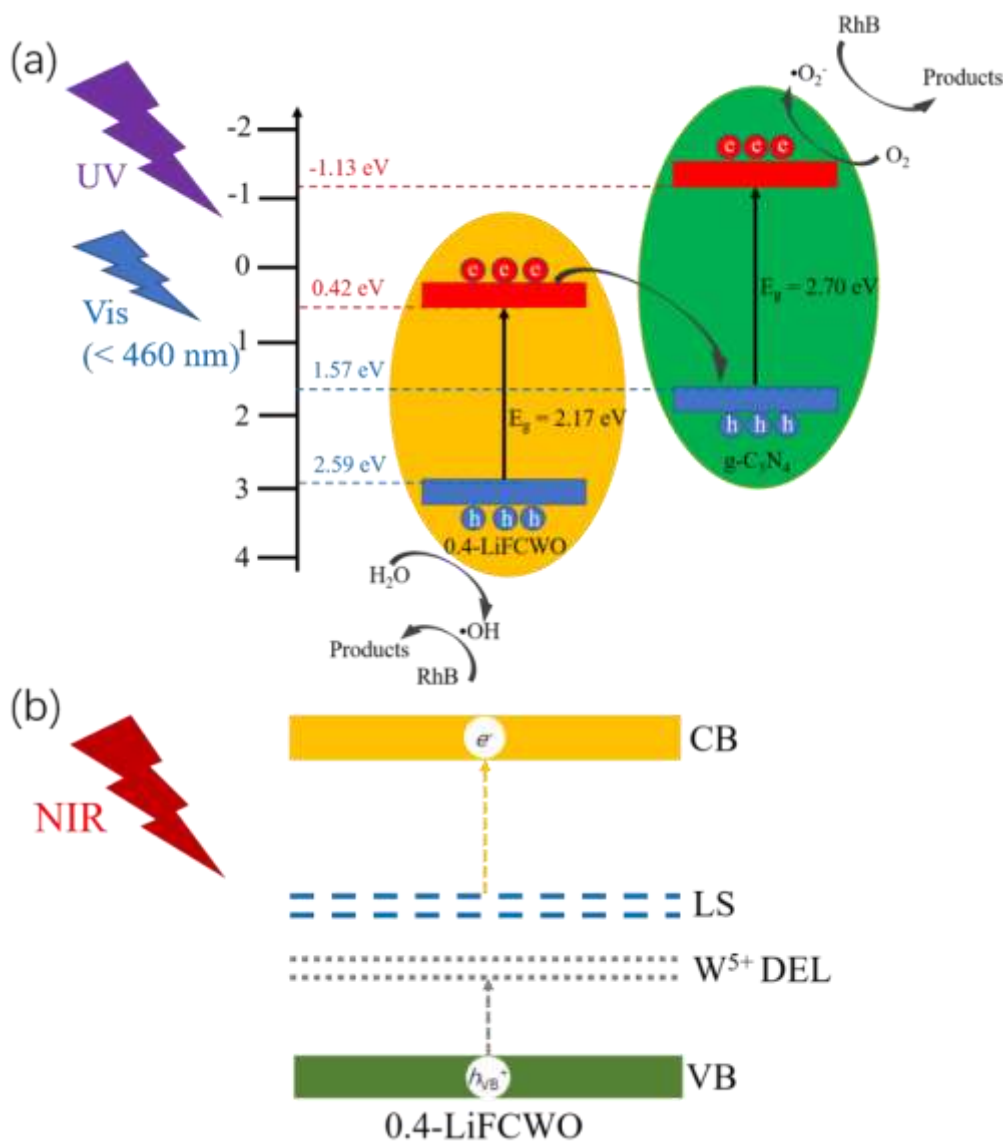 (a)
UV
Vis
(< 460 nm)
-2
-1
0
1
2
3
4
-1.13 eV
0.42 eV
1.57 eV
2.59 eV
e e e
Eg = 2.17 eV
h h h
0.4-LiFCWO
H2O
•OH
Products
RhB
RhB
•O2-
Products
O2
e e e
Eg = 2.70 eV
h h h
g-C3N4
(b)
NIR
e-
CB
LS
W5+ DEL
hVB+
VB
0.4-LiFCWO